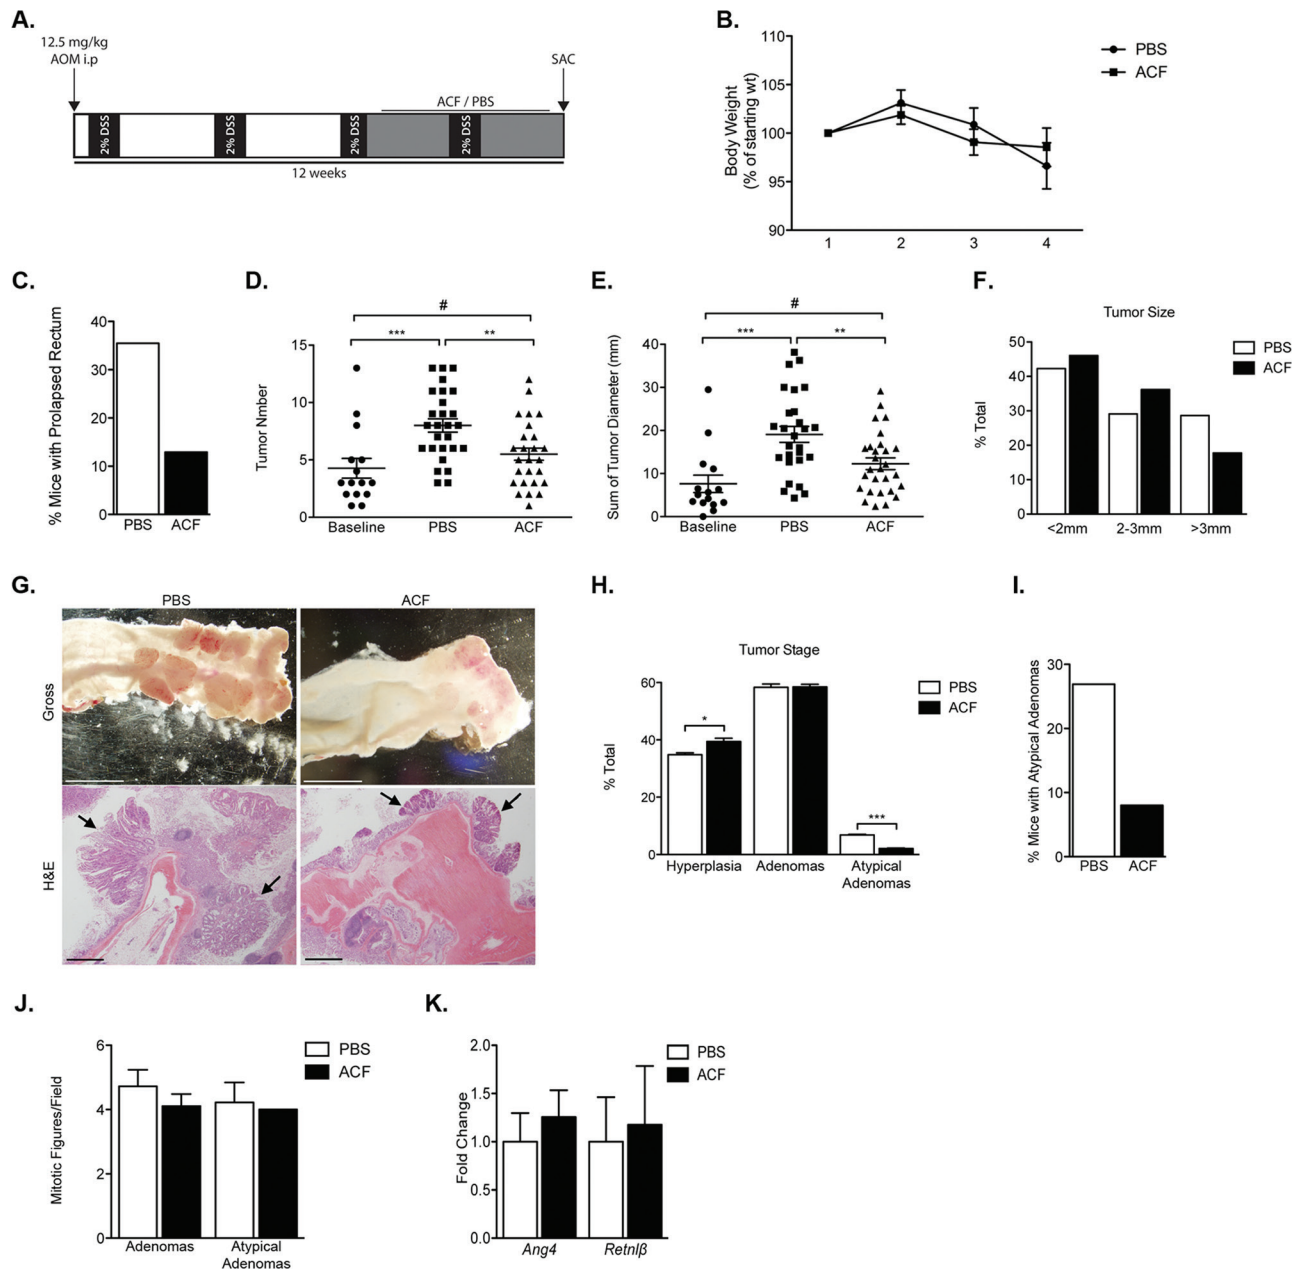 A.
12.5 mg/kg
AOM i.p
SAC
ACF / PBS
2% DSS
2% DSS
2% DSS
2% DSS
12 weeks
B.
Body Weight
(% of starting wt)
110
105
100
95
90
1 2 3 4
PBS
ACF
C.
% Mice with Prolapsed Rectum
40
30
20
10
0
PBS ACF
D.
Tumor Nmber
#
*** **
15
10
5
0
Baseline PBS ACF
E.
Sum of Tumor Diameter (mm)
#
*** **
40
30
20
10
0
Baseline PBS ACF
F.
Tumor Size
% Total
50
40
30
20
10
0
<2mm 2-3mm >3mm
PBS
ACF
G.
PBS ACF
Gross
H&E
H.
Tumor Stage
% Total
60
40
20
0
*
***
Hyperplasia Adenomas Atypical
Adenomas
PBS
ACF
I.
% Mice with Atypical Adenomas
30
20
10
0
PBS ACF
J.
Mitotic Figures/Field
6
4
2
0
Adenomas Atypical
Adenomas
PBS
ACF
K.
Fold Change
2.0
1.5
1.0
0.5
0.0
Ang4 Retnlβ
PBS
ACF